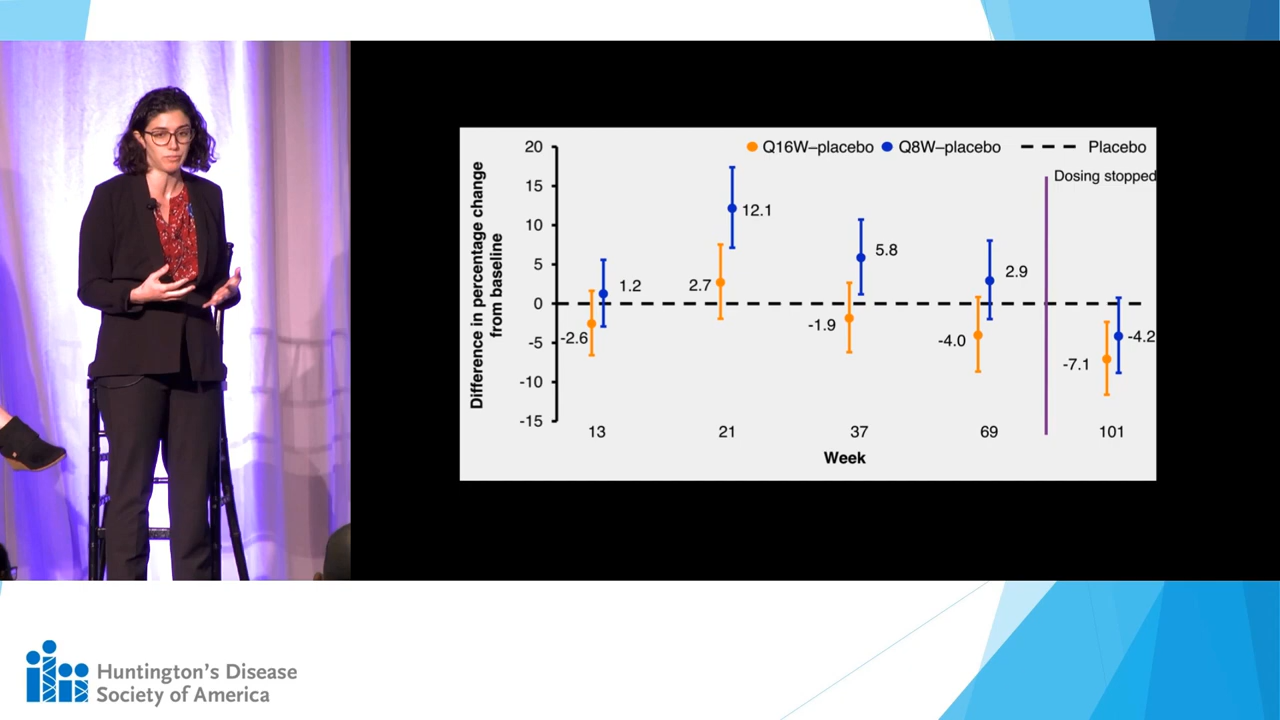 Q16W–placebo Q8W–placebo Placebo
Dosing stopped
Difference in percentage change
from baseline
20
15
10
5
0
-5
-10
-15
-2.6
1.2
2.7
12.1
-1.9
5.8
-4.0
2.9
-7.1
-4.2
13 21 37 69 101
Week
Huntington's Disease
Society of America